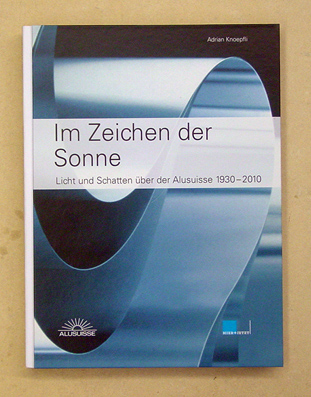 Adrian Knoepfli
Im Zeichen der
Sonne
Licht und Schatten über der Alusuisse 1930–2010
ALUSUISSE